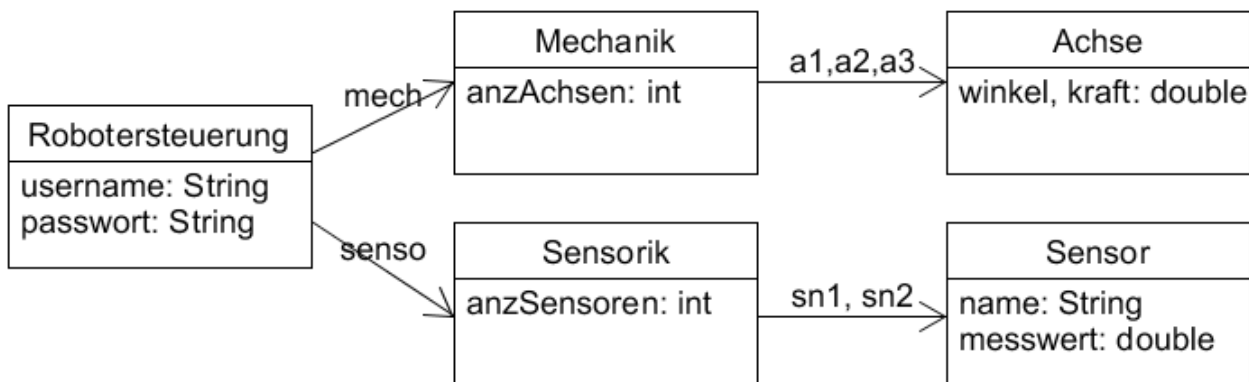 Robotersteuerung
username: String
passwort: String
mech
senso
Mechanik
anzAchsen: int
a1,a2,a3
Achse
winkel, kraft: double
Sensorik
anzSensoren: int
sn1, sn2
Sensor
name: String
messwert: double